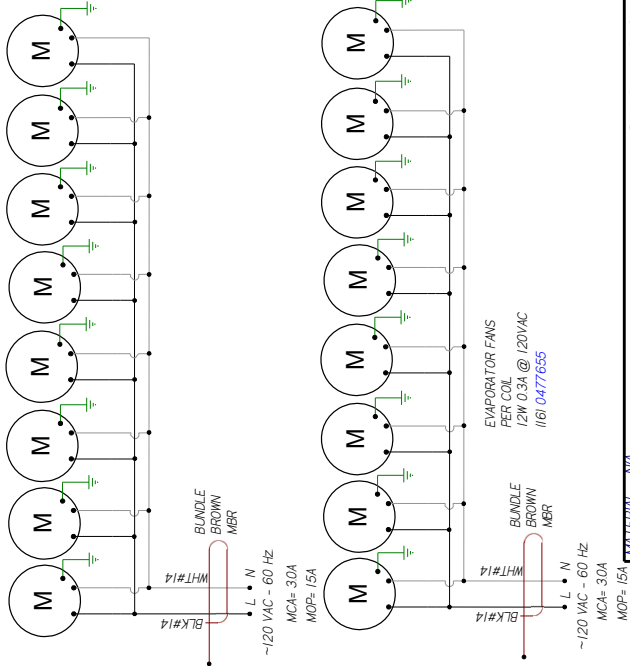 M
M
M
M
M
M
M
M
BUNDLE
BROWN
MBR
WHT#14
BLK#14
L N
~120 VAC - 60 Hz
MCA= 3.0A
MOP= 15A
M
M
M
M
M
M
M
M
EVAPORATOR FANS
PER COIL
12W 0.3A @ 120VAC
(16) 0477655
BUNDLE
BROWN
MBR
WHT#14
BLK#14
L N
~120 VAC - 60 Hz
MCA= 3.0A
MOP= 15A
MATERIAL N/A